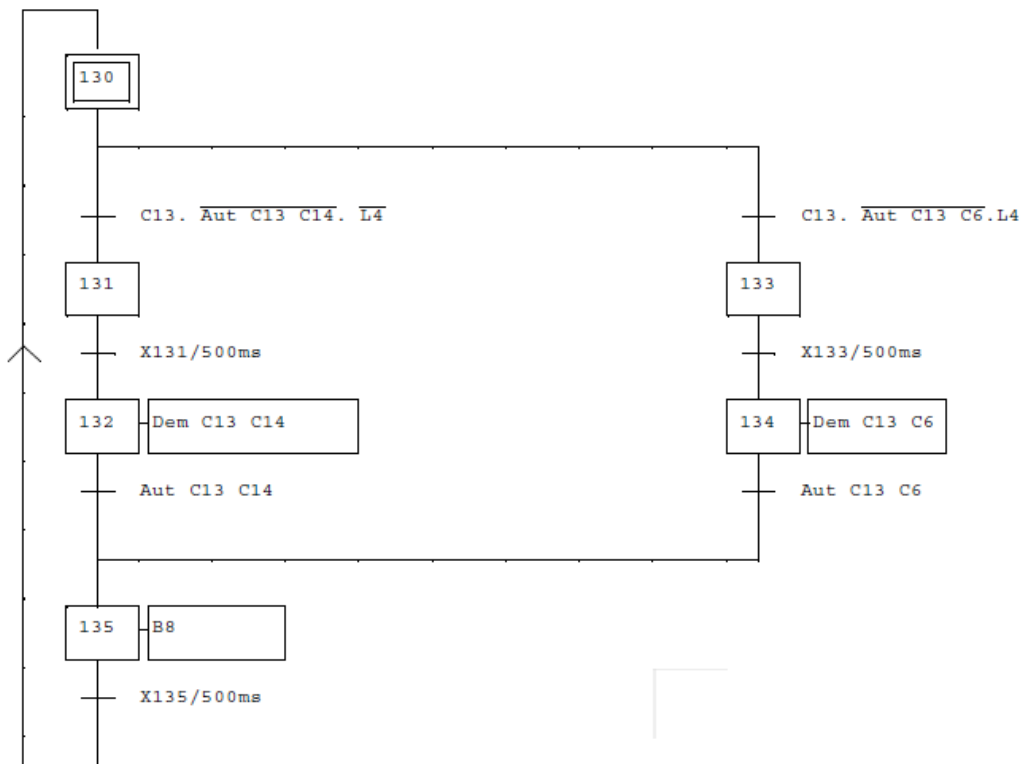 130
C13. Aut C13 C14. L4
C13. Aut C13 C6.L4
131
133
X131/500ms
X133/500ms
132
Dem C13 C14
134
Dem C13 C6
Aut C13 C14
Aut C13 C6
135
B8
X135/500ms